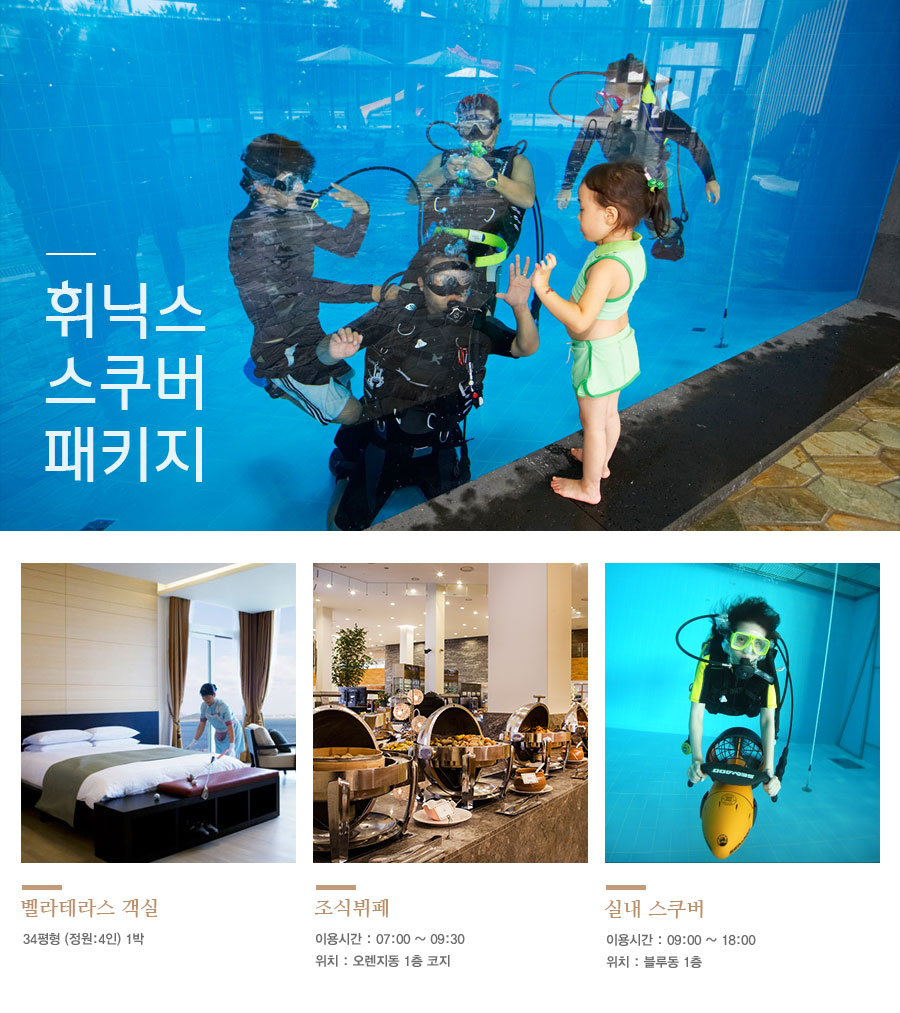 휘닉스
스쿠버
패키지
SEADOO
벨라테라스 객실
34평형 (정원:4인) 1박
조식뷔페
이용시간 : 07:00 ~ 09:30
위치 : 오렌지동 1층 코지
실내 스쿠버
이용시간 : 09:00 ~ 18:00
위치 : 블루동 1층